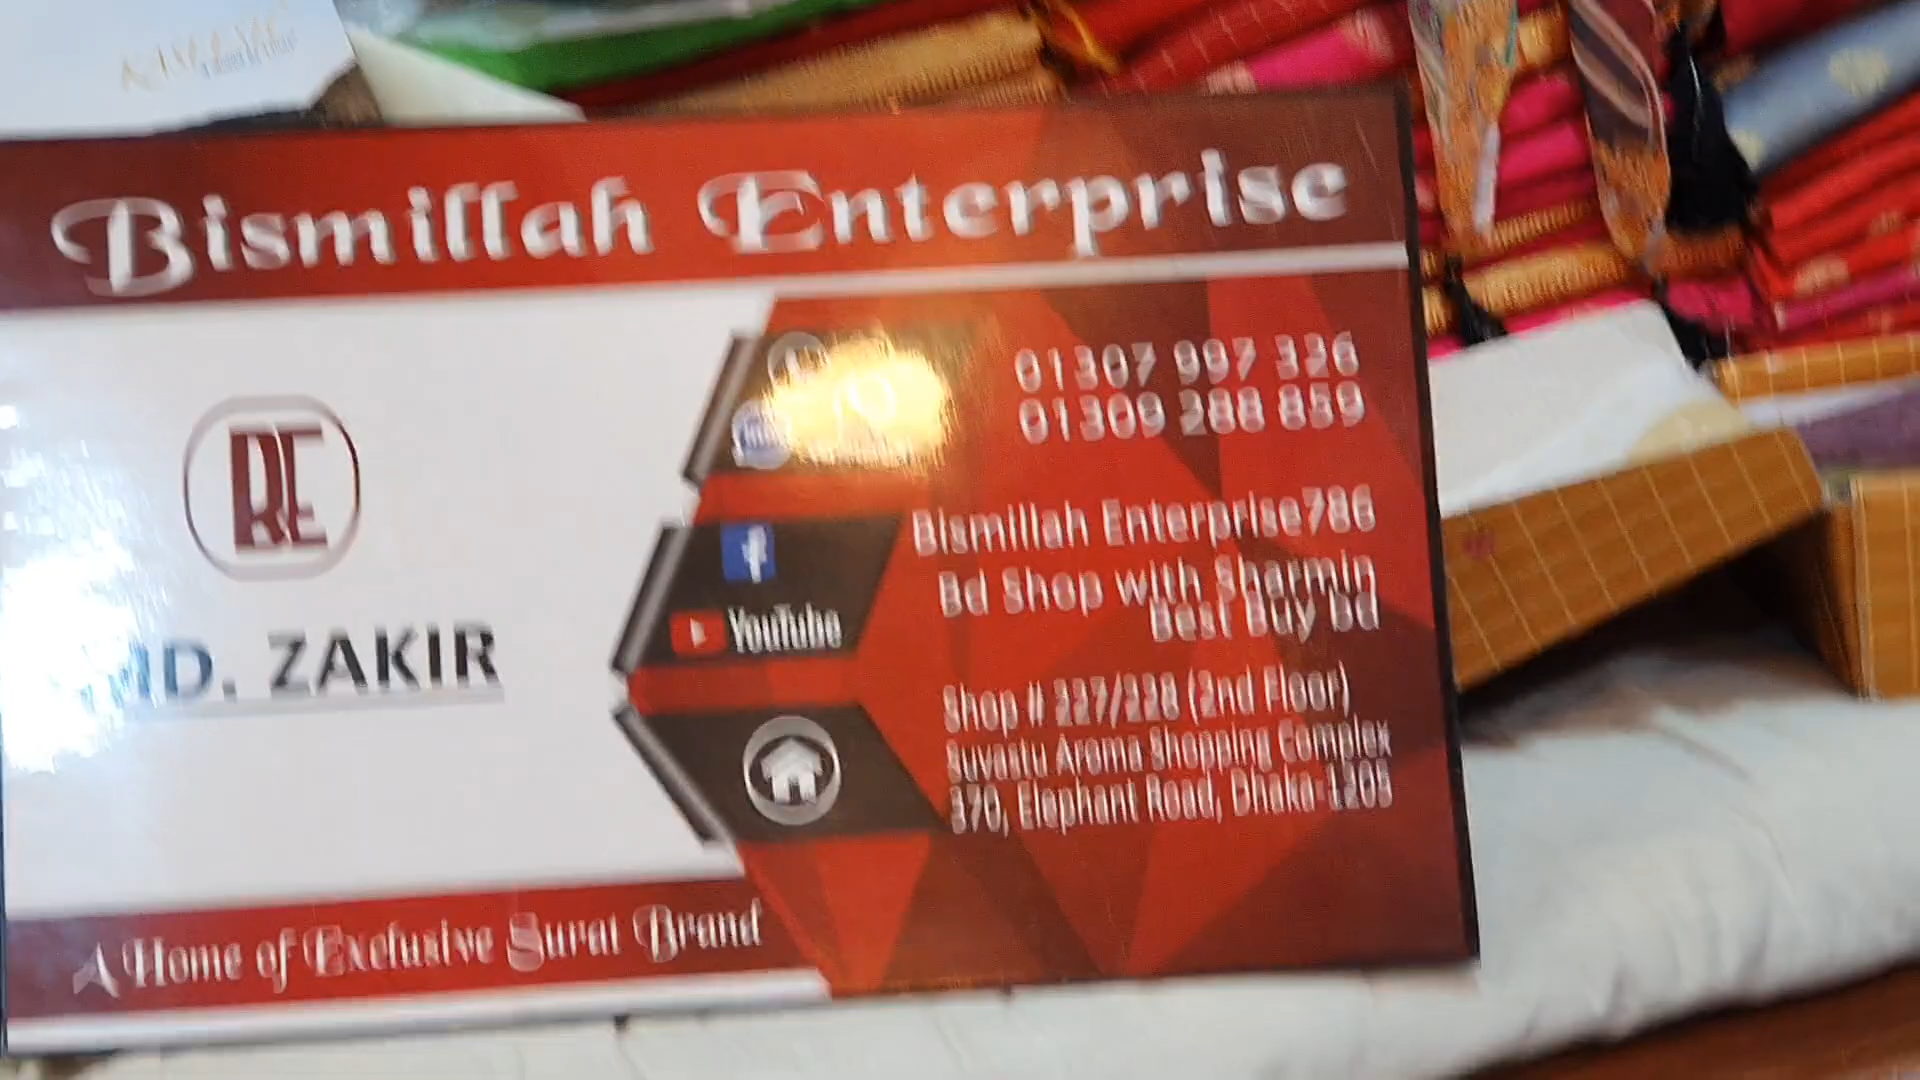 Bismillah Enterprise
BE
MD. ZAKIR
01307 997 326
01309 288 859
f
Bismillah Enterprise786
YouTube
Bd Shop with Sharmin
Best Buy bd
Shop # 227/228 (2nd Floor)
Suvastu Aroma Shopping Complex
370, Elephant Road, Dhaka-1205
A Home of Exclusive Surat Brand